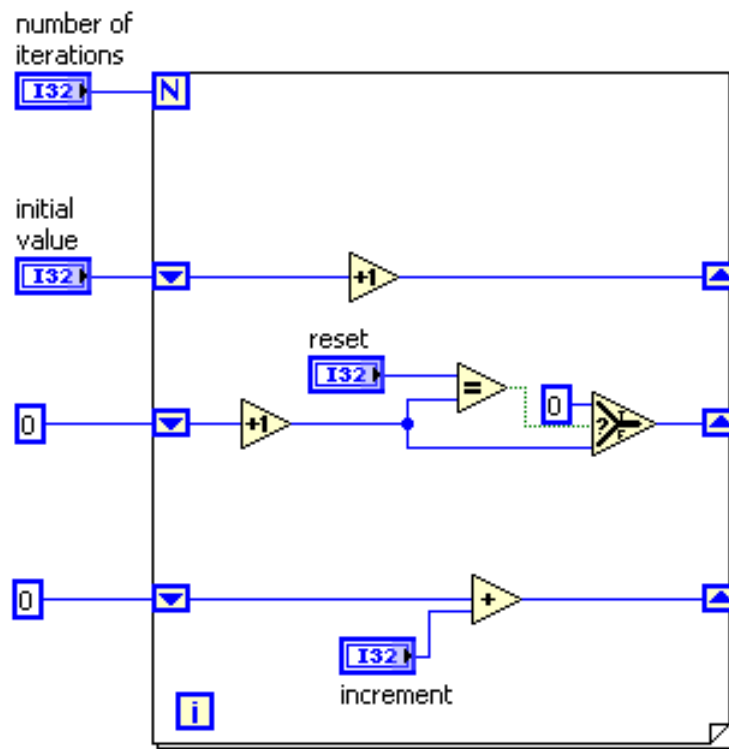 number of
iterations
I32
N
initial
value
I32
+1
reset
I32
=
0
+1
0
?
T
F
0
+
I32
increment
i